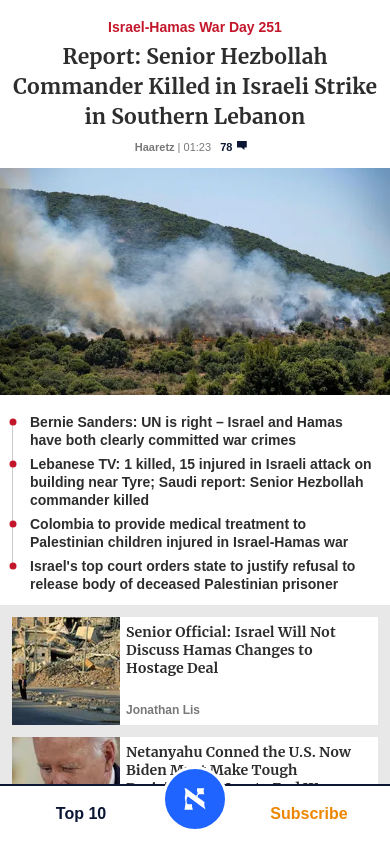 Israel-Hamas War Day 251
Report: Senior Hezbollah
Commander Killed in Israeli Strike
in Southern Lebanon
Haaretz | 01:23 78
Bernie Sanders: UN is right – Israel and Hamas
have both clearly committed war crimes
Lebanese TV: 1 killed, 15 injured in Israeli attack on
building near Tyre; Saudi report: Senior Hezbollah
commander killed
Colombia to provide medical treatment to
Palestinian children injured in Israel-Hamas war
Israel's top court orders state to justify refusal to
release body of deceased Palestinian prisoner
Senior Official: Israel Will Not
Discuss Hamas Changes to
Hostage Deal
Jonathan Lis
Netanyahu Conned the U.S. Now
Biden Must Make Tough
Top 10
Subscribe